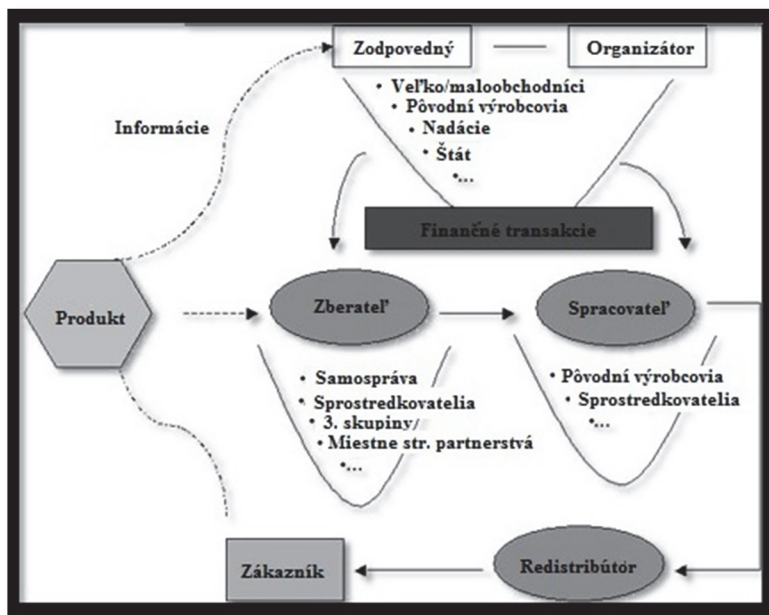 Zodpovedný
Organizátor
• Veľko/maloobchodníci
• Pôvodní výrobcovia
• Nadácie
• Štát
•...
Informácie
Finančné transakcie
Produkt
Zberateľ
Spracovateľ
• Samospráva
• Sprostredkovatelia
• 3. skupiny/
• Miestne str. partnerstvá
•...
• Pôvodní výrobcovia
• Sprostredkovatelia
•...
Zákazník
Redistribútór